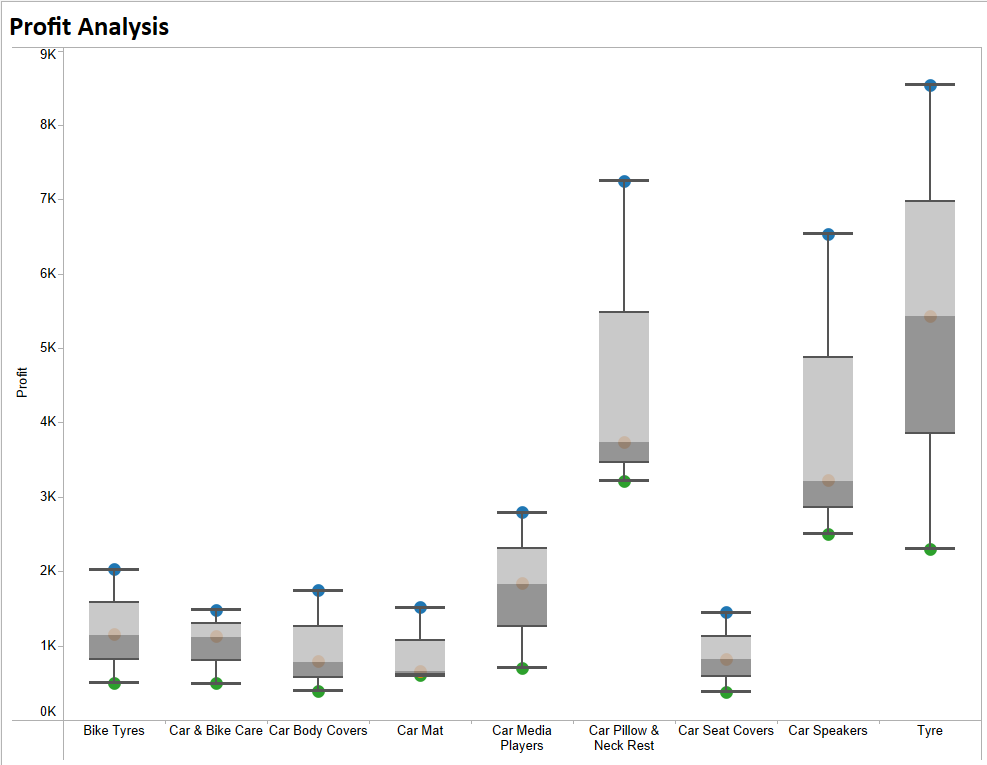 Profit Analysis
9K
8K
7K
6K
5K
4K
3K
2K
1K
0K
Profit
Bike Tyres
Car & Bike Care
Car Body Covers
Car Mat
Car Media
Players
Car Pillow &
Neck Rest
Car Seat Covers
Car Speakers
Tyre